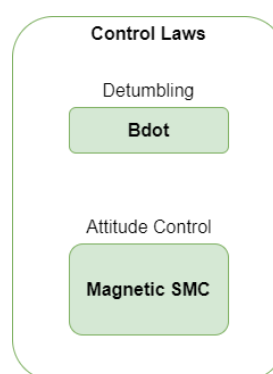 Control Laws
Detumbling
Bdot
Attitude Control
Magnetic SMC